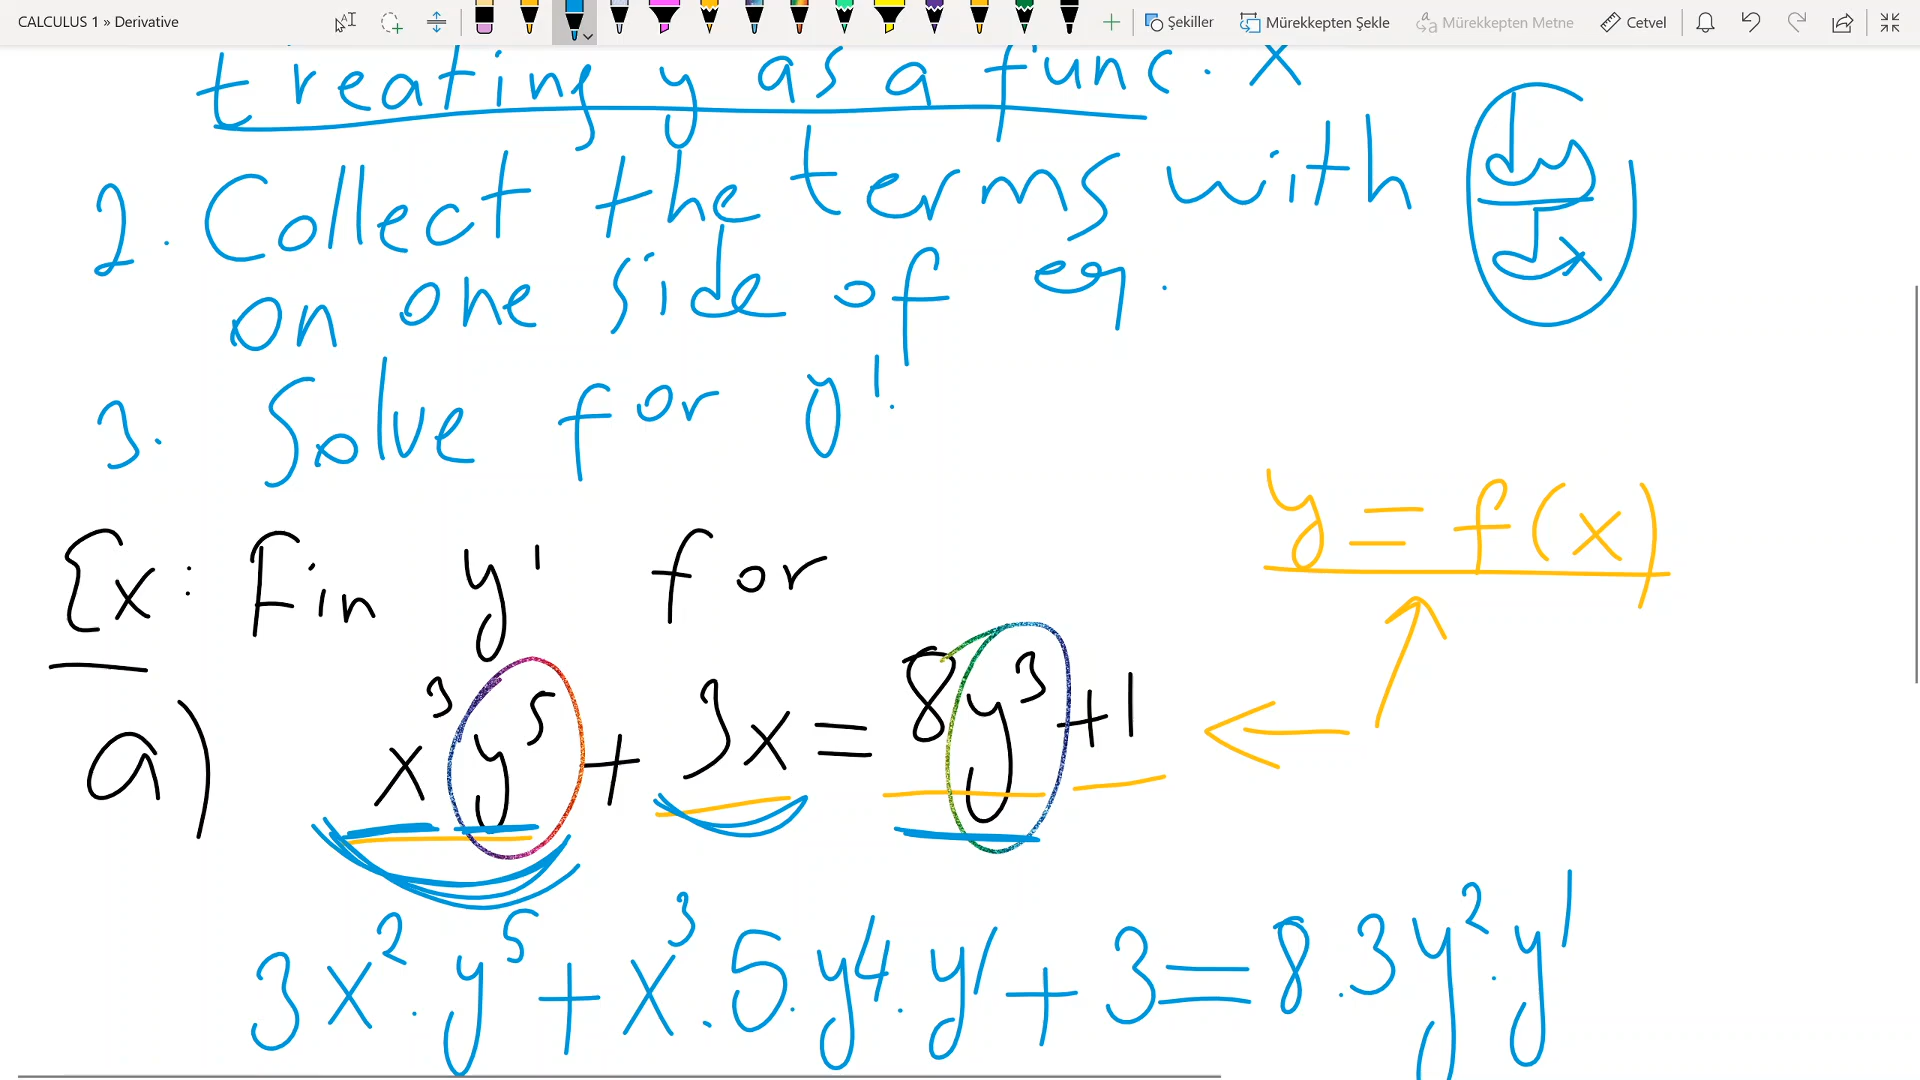 CALCULUS 1 » Derivative
Şekiller
Mürekkepten Şekle
Mürekkepten Metne
Cetvel
treating y as a func. x
2. Collect the terms with dy/dx
on one side of eq.
3. Solve for y'.
y = f(x)
Ex: Fin y' for
a) x³y⁵ + 3x = 8y³ + 1
3x².y⁵ + x³.5.y⁴.y' + 3 = 8.3y².y'